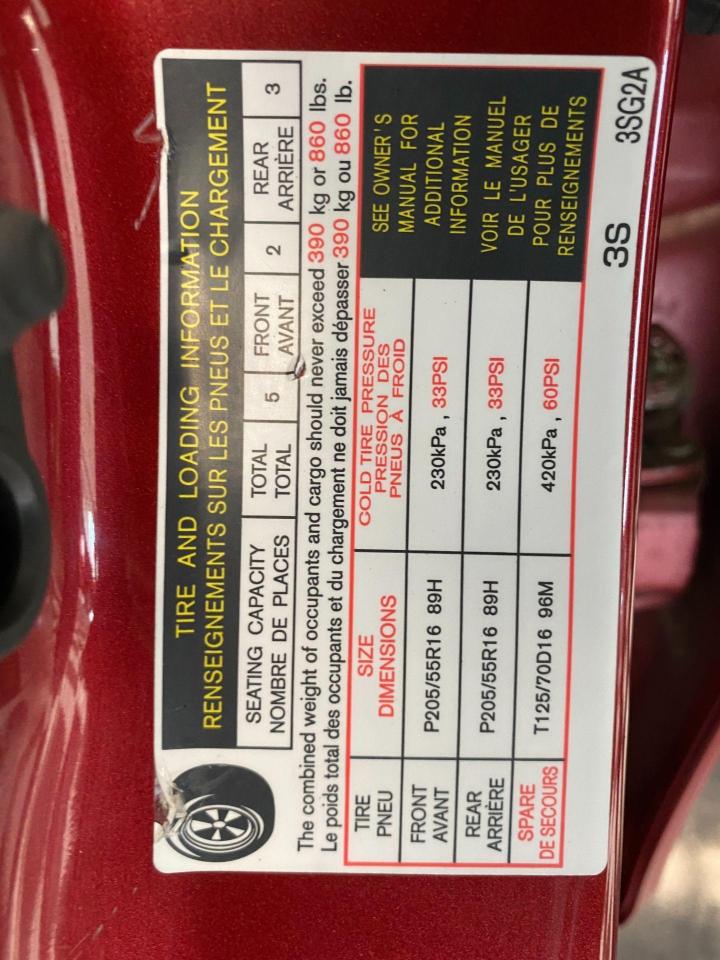 TIRE AND LOADING INFORMATION
RENSEIGNEMENTS SUR LES PNEUS ET LE CHARGEMENT
SEATING CAPACITY TOTAL 5 FRONT 2 REAR 3
NOMBRE DE PLACES TOTAL AVANT ARRIÈRE
The combined weight of occupants and cargo should never exceed 390 kg or 860 lbs.
Le poids total des occupants et du chargement ne doit jamais dépasser 390 kg ou 860 lb.
TIRE SIZE COLD TIRE PRESSURE
PNEU DIMENSIONS PRESSION DES
PNEUS À FROID
FRONT P205/55R16 89H 230kPa, 33PSI
AVANT
REAR P205/55R16 89H 230kPa, 33PSI
ARRIÈRE
SPARE T125/70D16 96M 420kPa, 60PSI
DE SECOURS
SEE OWNER'S
MANUAL FOR
ADDITIONAL
INFORMATION
VOIR LE MANUEL
DE L'USAGER
POUR PLUS DE
RENSEIGNEMENTS
3S 3SG2A